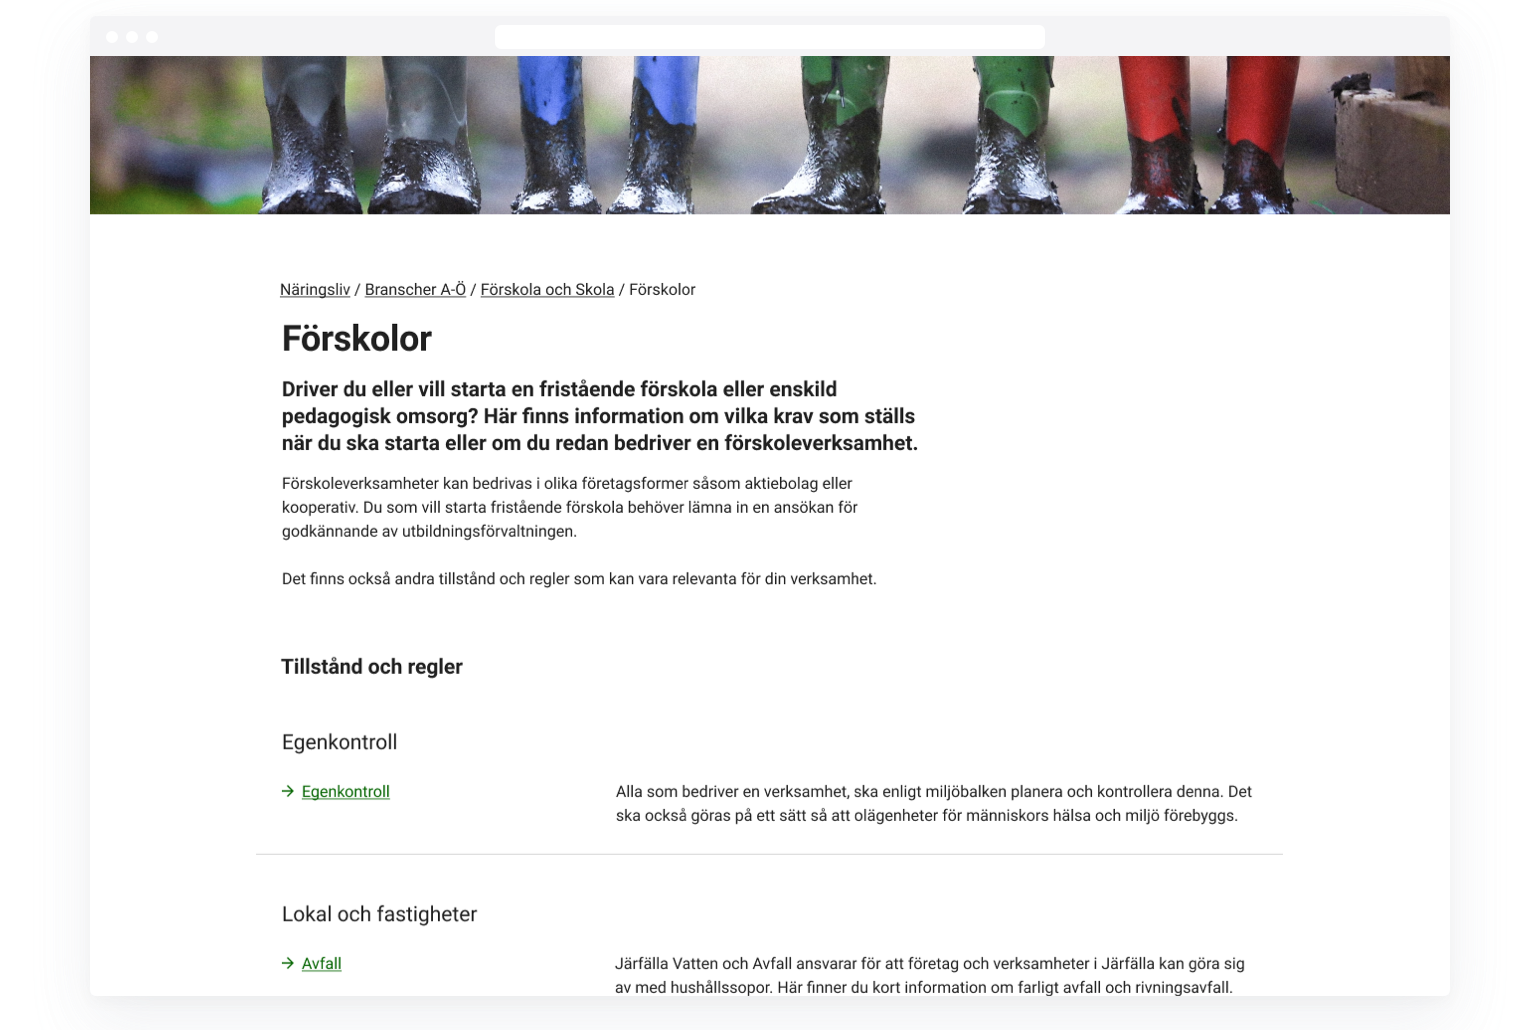 Näringsliv / Branscher A-Ö / Förskola och Skola / Förskolor
Förskolor
Driver du eller vill starta en fristående förskola eller enskild
pedagogisk omsorg? Här finns information om vilka krav som ställs
när du ska starta eller om du redan bedriver en förskoleverksamhet.
Förskoleverksamheter kan bedrivas i olika företagsformer såsom aktiebolag eller
kooperativ. Du som vill starta fristående förskola behöver lämna in en ansökan för
godkännande av utbildningsförvaltningen.
Det finns också andra tillstånd och regler som kan vara relevanta för din verksamhet.
Tillstånd och regler
Egenkontroll
→ Egenkontroll
Alla som bedriver en verksamhet, ska enligt miljöbalken planera och kontrollera denna. Det
ska också göras på ett sätt så att olägenheter för människors hälsa och miljö förebyggs.
Lokal och fastigheter
→ Avfall
Järfälla Vatten och Avfall ansvarar för att företag och verksamheter i Järfälla kan göra sig
av med hushållssopor. Här finner du kort information om farligt avfall och rivningsavfall.